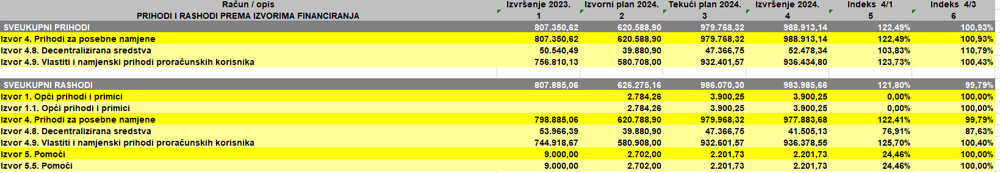 Račun / opis Izvršenje 2023. Izvorni plan 2024. Tekući plan 2024. Izvršenje 2024. Indeks 4/1 Indeks 4/3
PRIHODI I RASHODI PREMA IZVORIMA FINANCIRANJA 1 2 3 4 5 6
SVEUKUPNI PRIHODI 807.350,62 620.588,90 979.768,32 988.913,14 122,49% 100,93%
Izvor 4. Prihodi za posebne namjene 807.350,62 620.588,90 979.768,32 988.913,14 122,49% 100,93%
Izvor 4.8. Decentralizirana sredstva 50.540,49 39.880,90 47.366,75 52.478,34 103,83% 110,79%
Izvor 4.9. Vlastiti i namjenski prihodi proračunskih korisnika 756.810,13 580.708,00 932.401,57 936.434,80 123,73% 100,43%
SVEUKUPNI RASHODI 807.885,06 626.275,16 986.070,30 983.985,66 121,80% 99,79%
Izvor 1. Opći prihodi i primici 2.784,26 3.900,25 3.900,25 0,00% 100,00%
Izvor 1.1. Opći prihodi i primici 2.784,26 3.900,25 3.900,25 0,00% 100,00%
Izvor 4. Prihodi za posebne namjene 798.885,06 620.788,90 979.968,32 977.883,68 122,41% 99,79%
Izvor 4.8. Decentralizirana sredstva 53.966,39 39.880,90 47.366,75 41.505,13 76,91% 87,63%
Izvor 4.9. Vlastiti i namjenski prihodi proračunskih korisnika 744.918,67 580.908,00 932.601,57 936.378,55 125,70% 100,40%
Izvor 5. Pomoći 9.000,00 2.702,00 2.201,73 2.201,73 24,46% 100,00%
Izvor 5.5. Pomoći 9.000,00 2.702,00 2.201,73 2.201,73 24,46% 100,00%